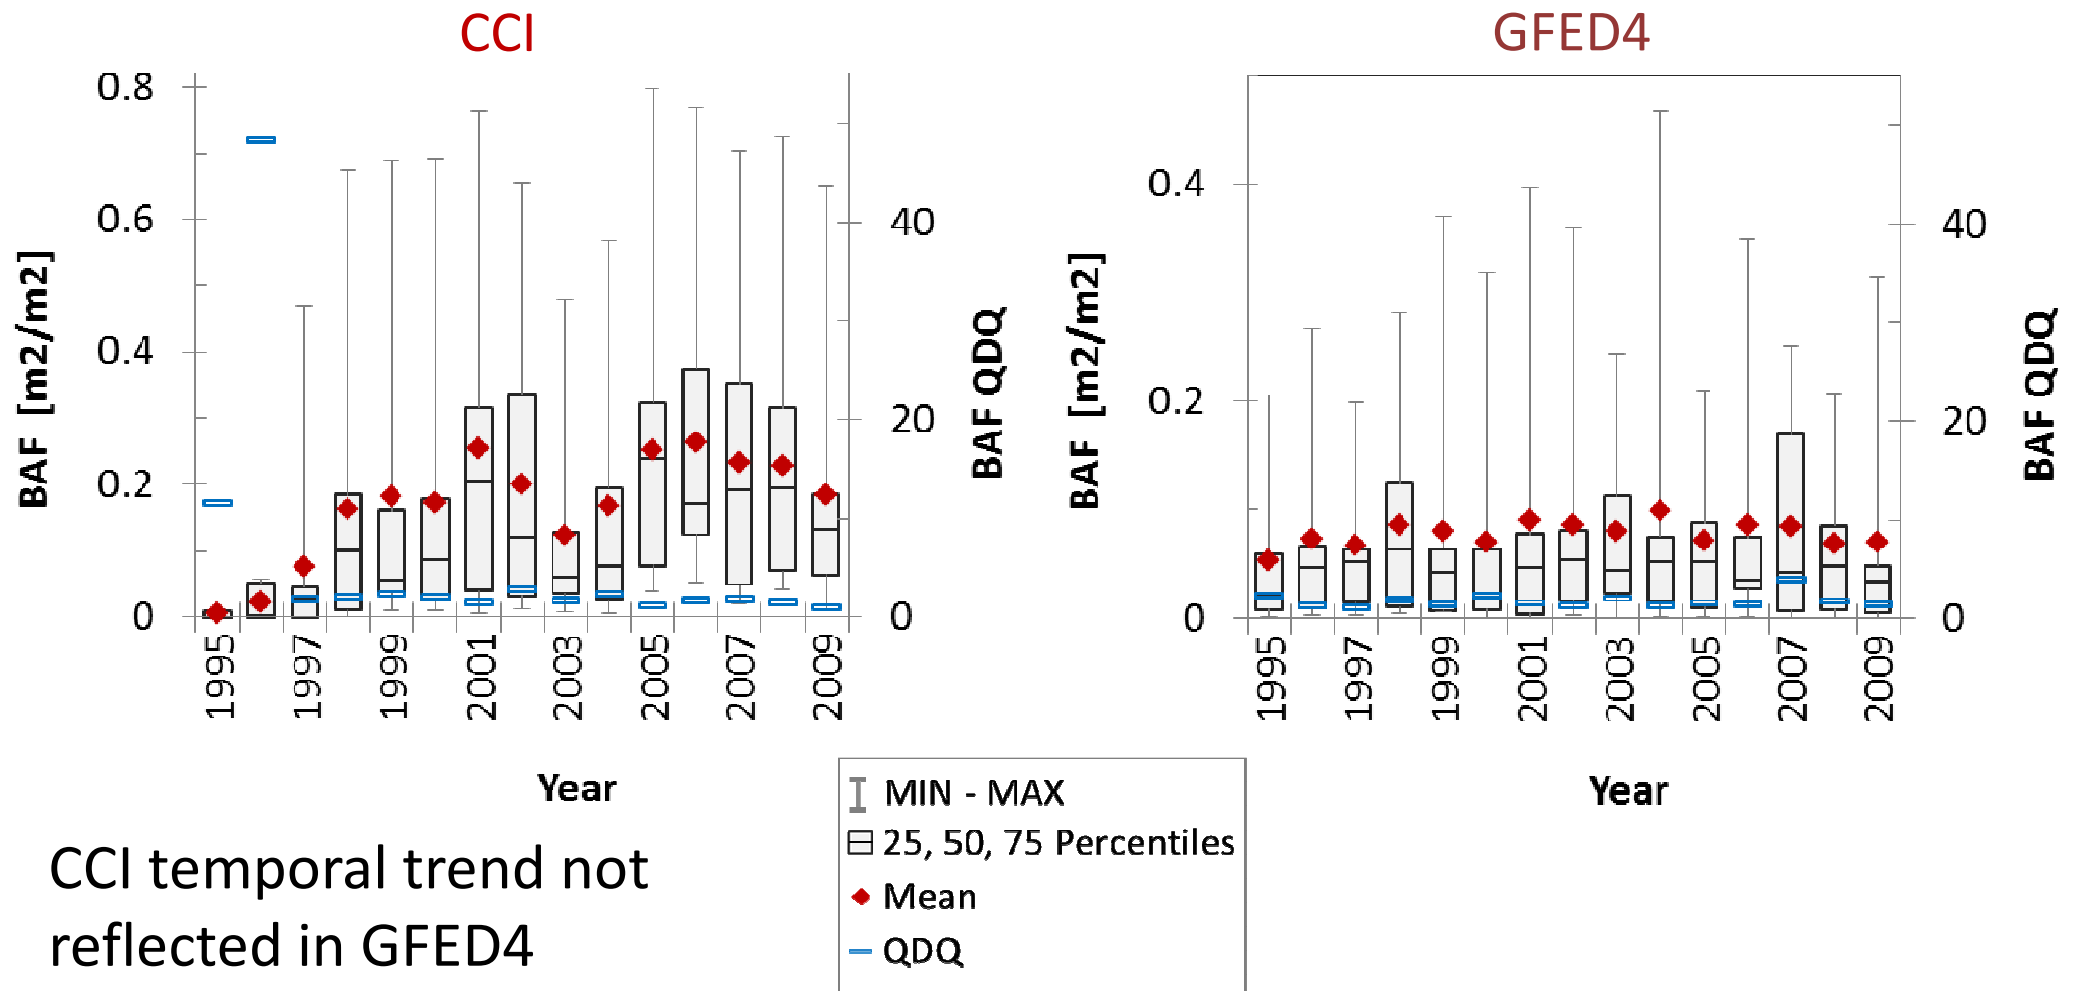 CCI
GFED4
0.8
0.6
0.4
0.2
0
BAF [m2/m2]
40
20
0
BAF QDQ
1995
1997
1999
2001
2003
2005
2007
2009
Year
0.4
0.2
0
BAF [m2/m2]
40
20
0
BAF QDQ
1995
1997
1999
2001
2003
2005
2007
2009
Year
MIN - MAX
25, 50, 75 Percentiles
Mean
QDQ
CCI temporal trend not
reflected in GFED4